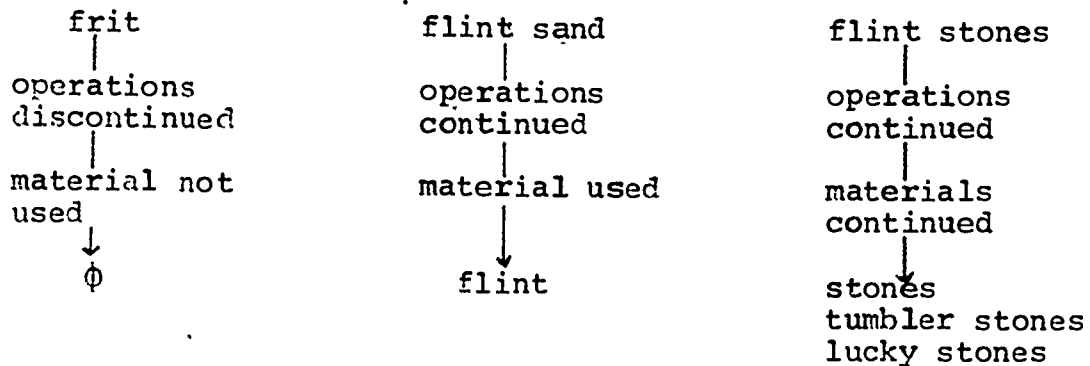 frit
operations
discontinued
material not
used
φ
flint sand
operations
continued
material used
flint
flint stones
operations
continued
materials
continued
stones
tumbler stones
lucky stones